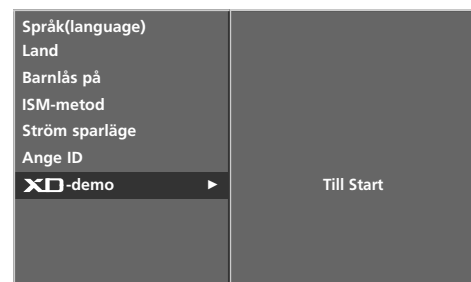 Språk(language)
Land
Barnlås på
ISM-metod
Ström sparläge
Ange ID
XD-demo ►
Till Start